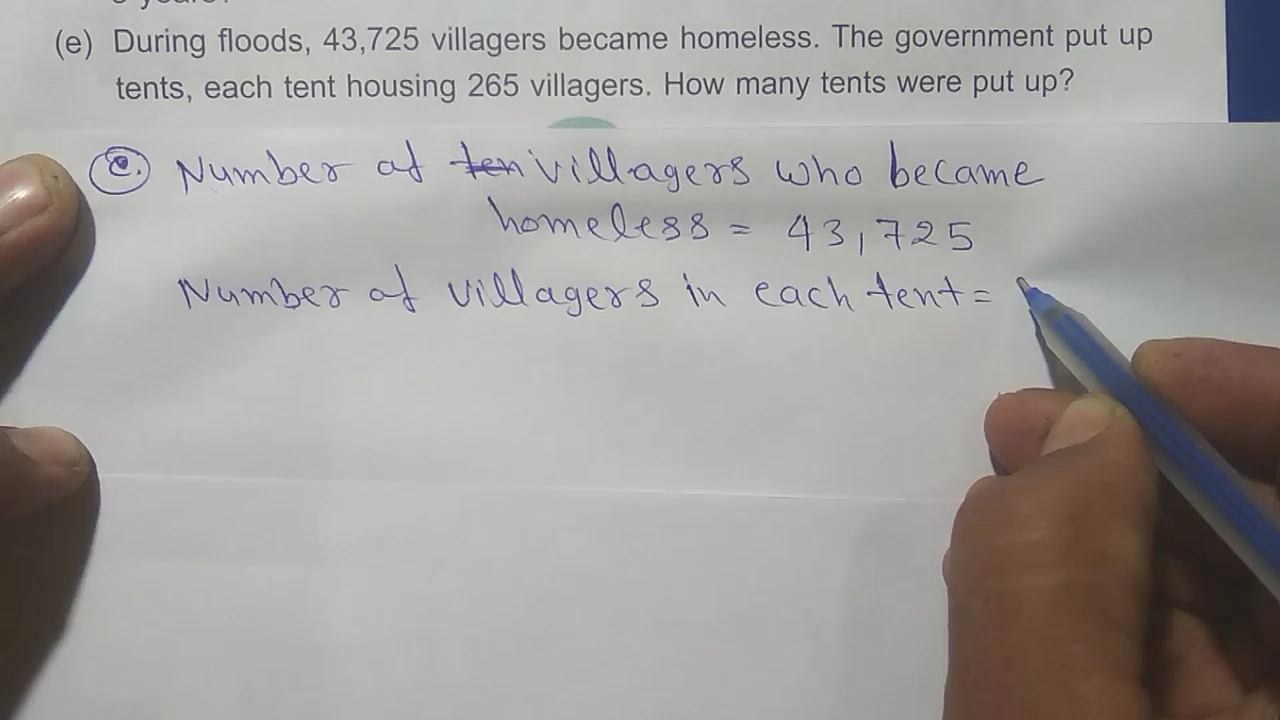 (e) During floods, 43,725 villagers became homeless. The government put up
tents, each tent housing 265 villagers. How many tents were put up?
e. Number of ten villagers who became
homeless = 43,725
Number of villagers in each tent =